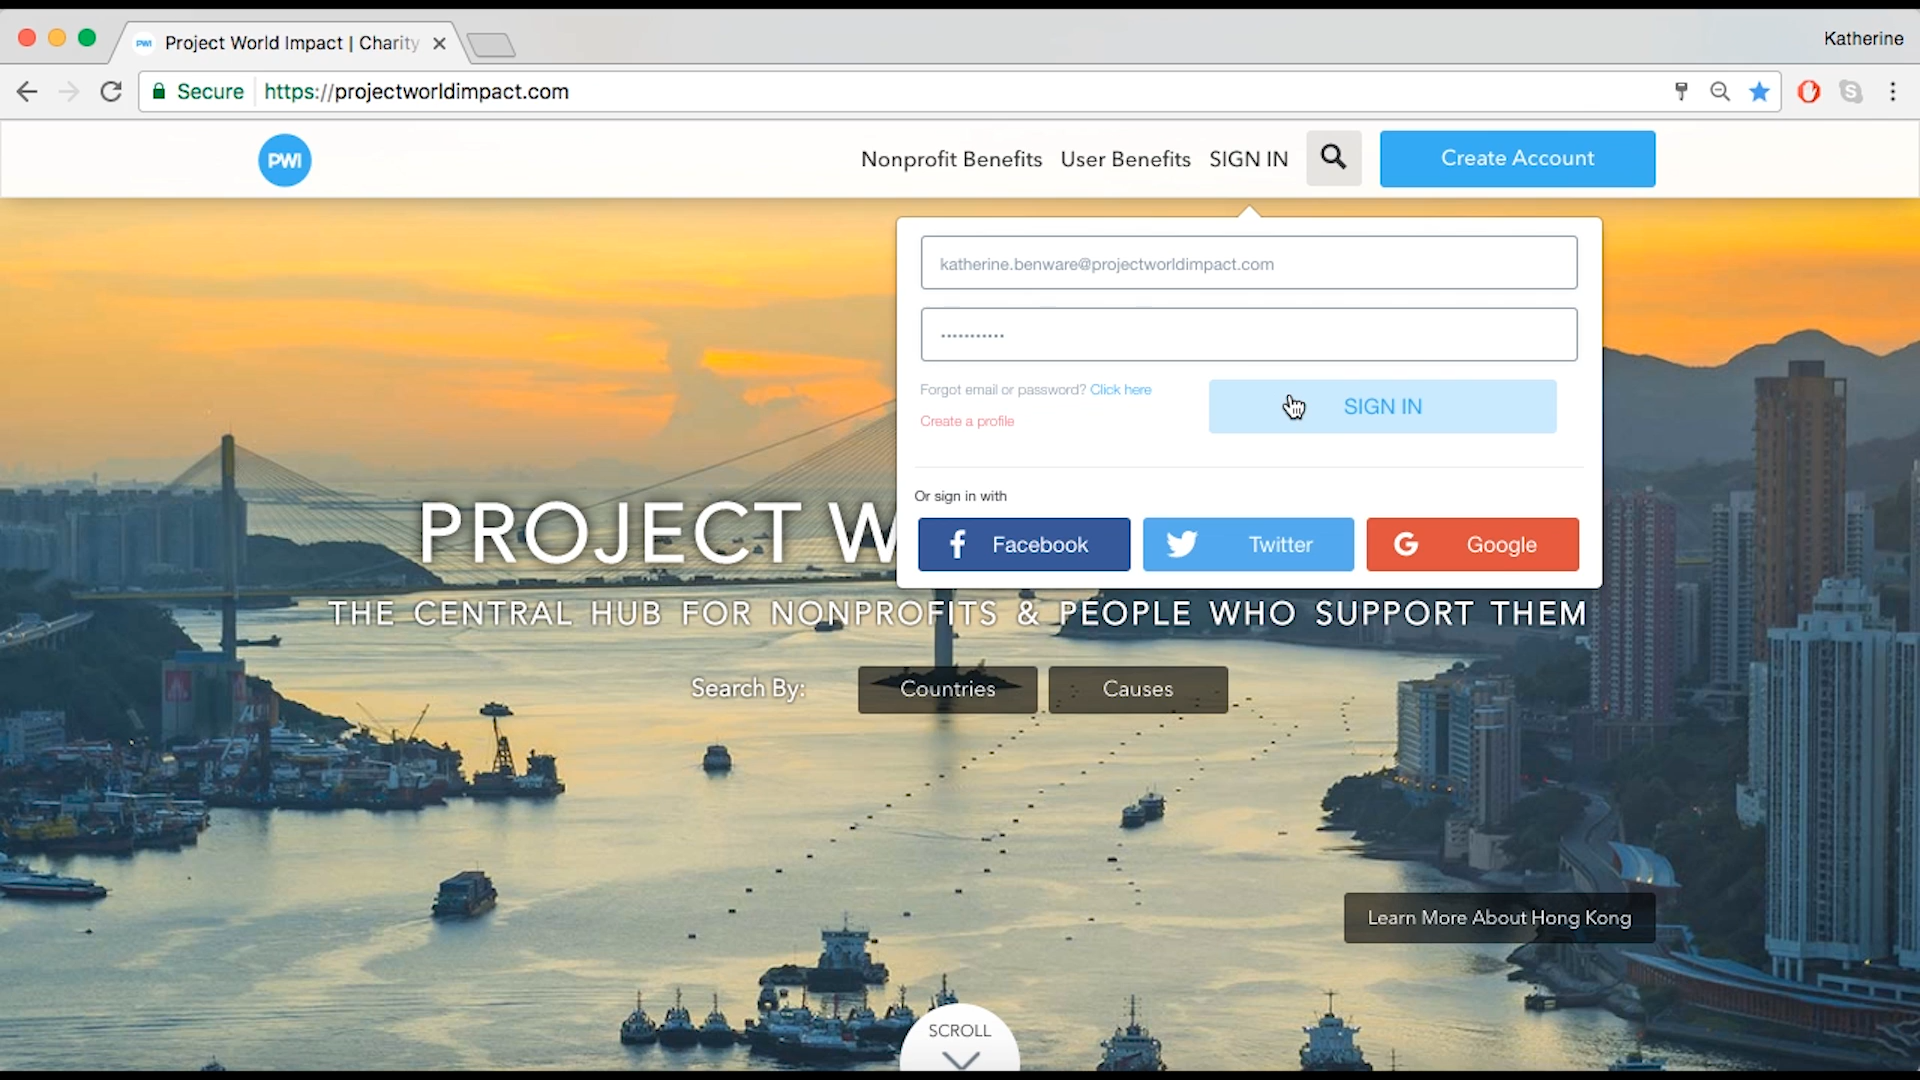 PWI Project World Impact | Charity
Katherine
Secure https://projectworldimpact.com
PWI Nonprofit Benefits User Benefits SIGN IN Create Account
katherine.benware@projectworldimpact.com
Forgot email or password? Click here
SIGN IN
Create a profile
Or sign in with
Facebook Twitter Google
PROJECT W
THE CENTRAL HUB FOR NONPROFITS & PEOPLE WHO SUPPORT THEM
Search By: Countries Causes
Learn More About Hong Kong
SCROLL